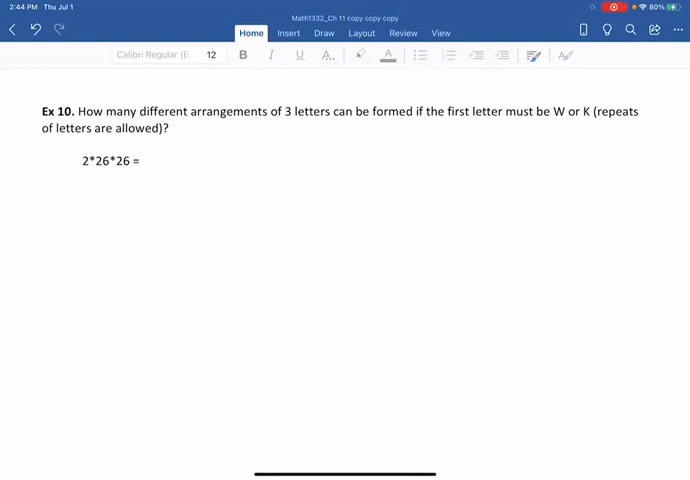 2:44 PM Thu Jul 1
80%
Math1332_Ch 11 copy copy copy
Home Insert Draw Layout Review View
Calibri Regular (B 12 B I U A... A
Ex 10. How many different arrangements of 3 letters can be formed if the first letter must be W or K (repeats
of letters are allowed)?
2*26*26 =